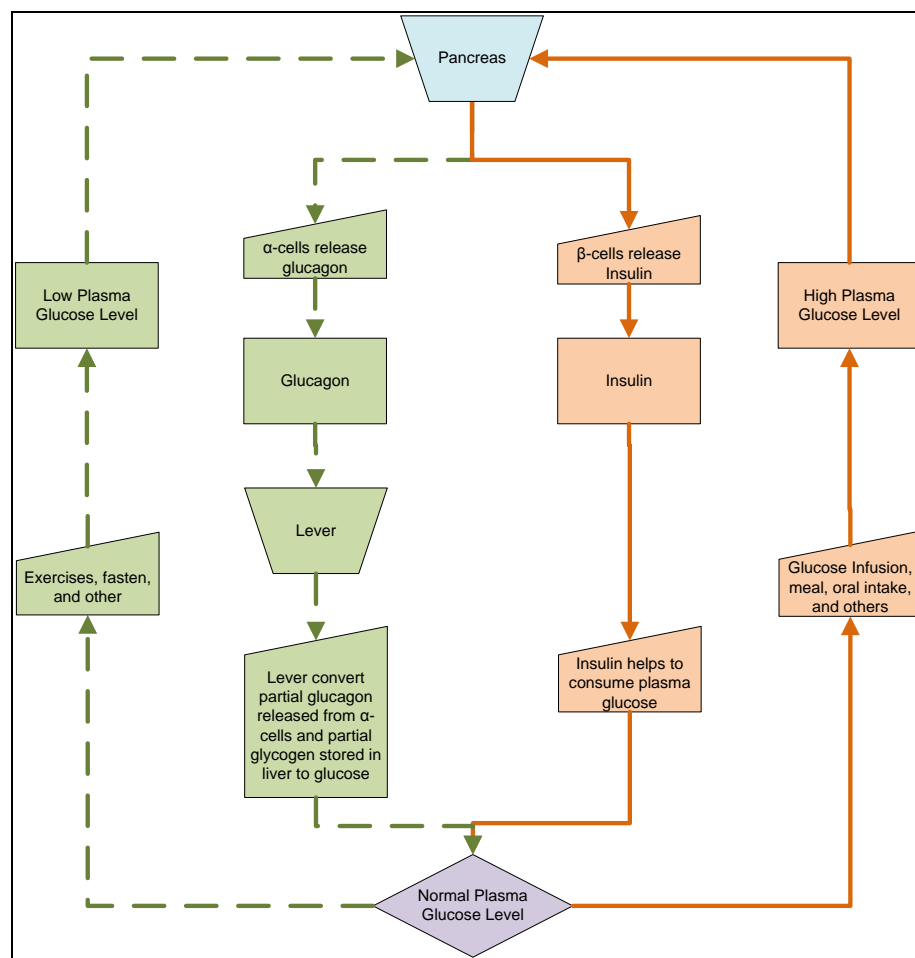 Pancreas
α-cells release
glucagon
β-cells release
Insulin
Low Plasma
Glucose Level
High Plasma
Glucose Level
Glucagon
Insulin
Lever
Exercises, fasten,
and other
Glucose Infusion,
meal, oral intake,
and others
Lever convert
partial glucagon
released from α-
cells and partial
glycogen stored in
liver to glucose
Insulin helps to
consume plasma
glucose
Normal Plasma
Glucose Level